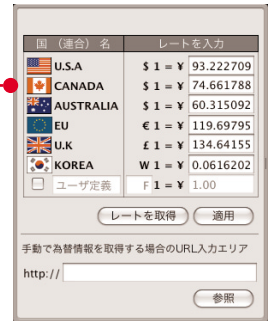 国 （連合） 名 レートを入力
U.S.A $ 1 = ¥ 93.222709
CANADA $ 1 = ¥ 74.661788
AUSTRALIA $ 1 = ¥ 60.315092
EU € 1 = ¥ 119.69795
U.K £ 1 = ¥ 134.64155
KOREA W 1 = ¥ 0.0616202
ユーザ定義 F 1 = ¥ 1.00
レートを取得 適用
手動で為替情報を取得する場合のURL入力エリア
http://
参照